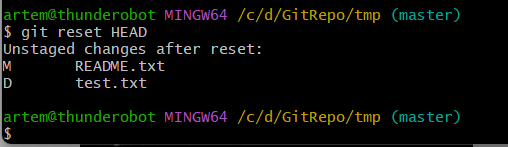 artem@thunderobot MINGW64 /c/d/GitRepo/tmp (master)
$ git reset HEAD
Unstaged changes after reset:
M       README.txt
D       test.txt
artem@thunderobot MINGW64 /c/d/GitRepo/tmp (master)
$